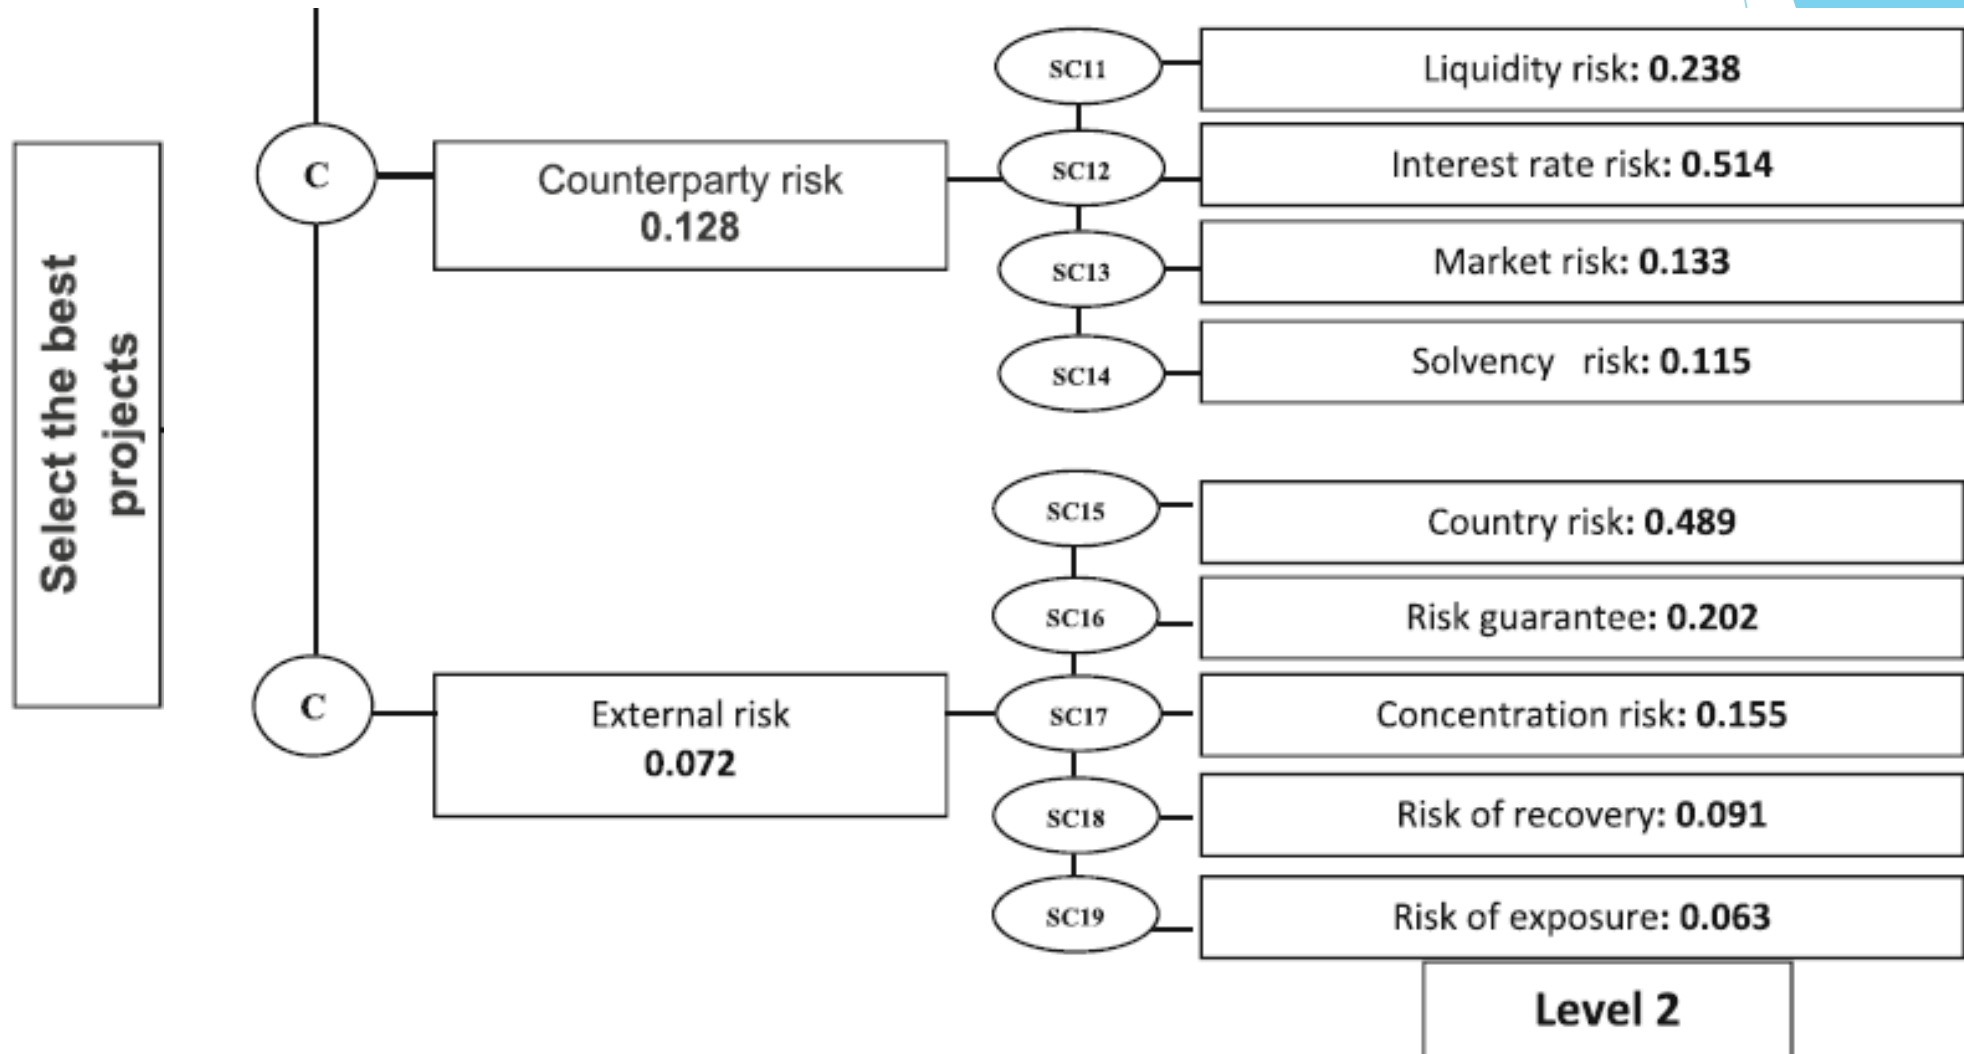 Select the best
projects
C
Counterparty risk
0.128
SC11
Liquidity risk: 0.238
SC12
Interest rate risk: 0.514
SC13
Market risk: 0.133
SC14
Solvency risk: 0.115
C
External risk
0.072
SC15
Country risk: 0.489
SC16
Risk guarantee: 0.202
SC17
Concentration risk: 0.155
SC18
Risk of recovery: 0.091
SC19
Risk of exposure: 0.063
Level 2